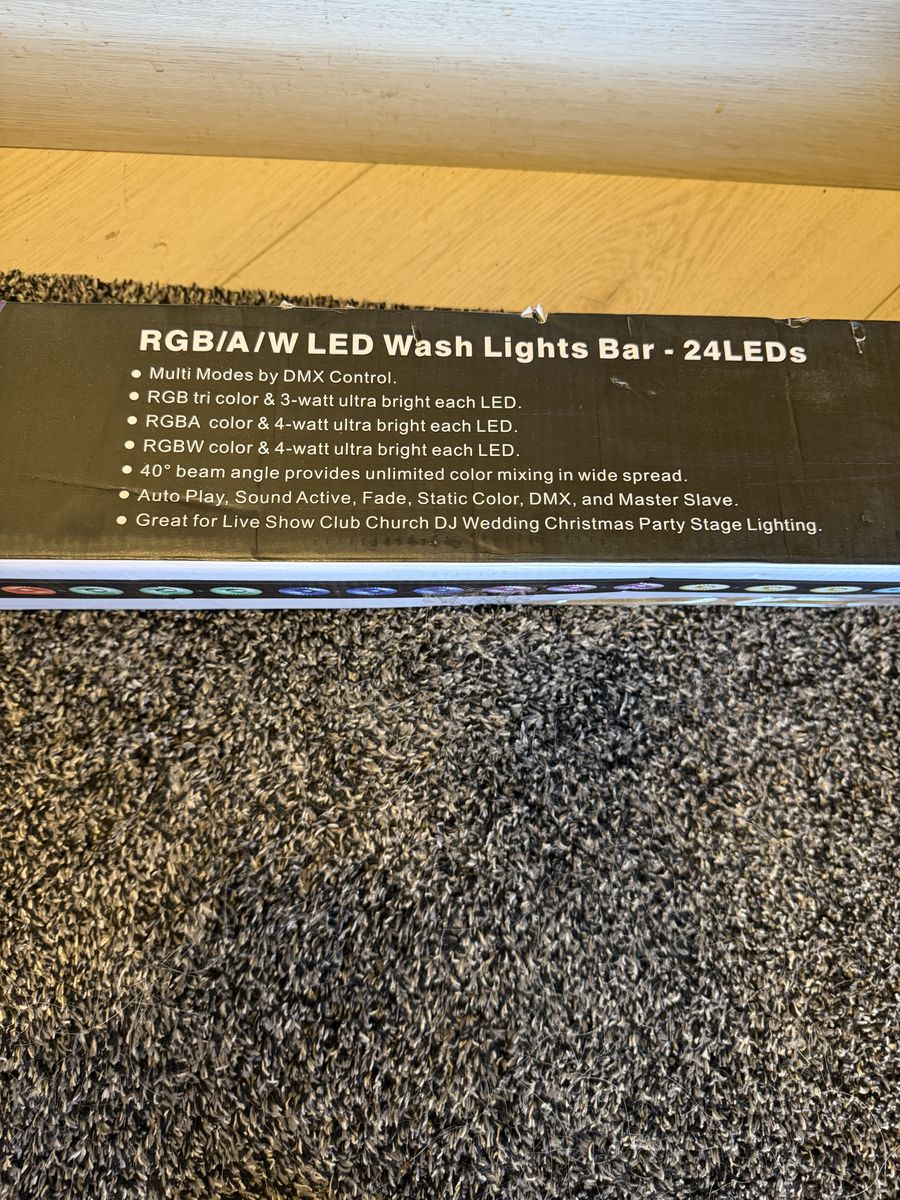 RGB/A/W LED Wash Lights Bar - 24LEDs
● Multi Modes by DMX Control.
● RGB tri color & 3-watt ultra bright each LED.
● RGBA color & 4-watt ultra bright each LED.
● RGBW color & 4-watt ultra bright each LED.
● 40° beam angle provides unlimited color mixing in wide spread.
● Auto Play, Sound Active, Fade, Static Color, DMX, and Master Slave.
● Great for Live Show Club Church DJ Wedding Christmas Party Stage Lighting.